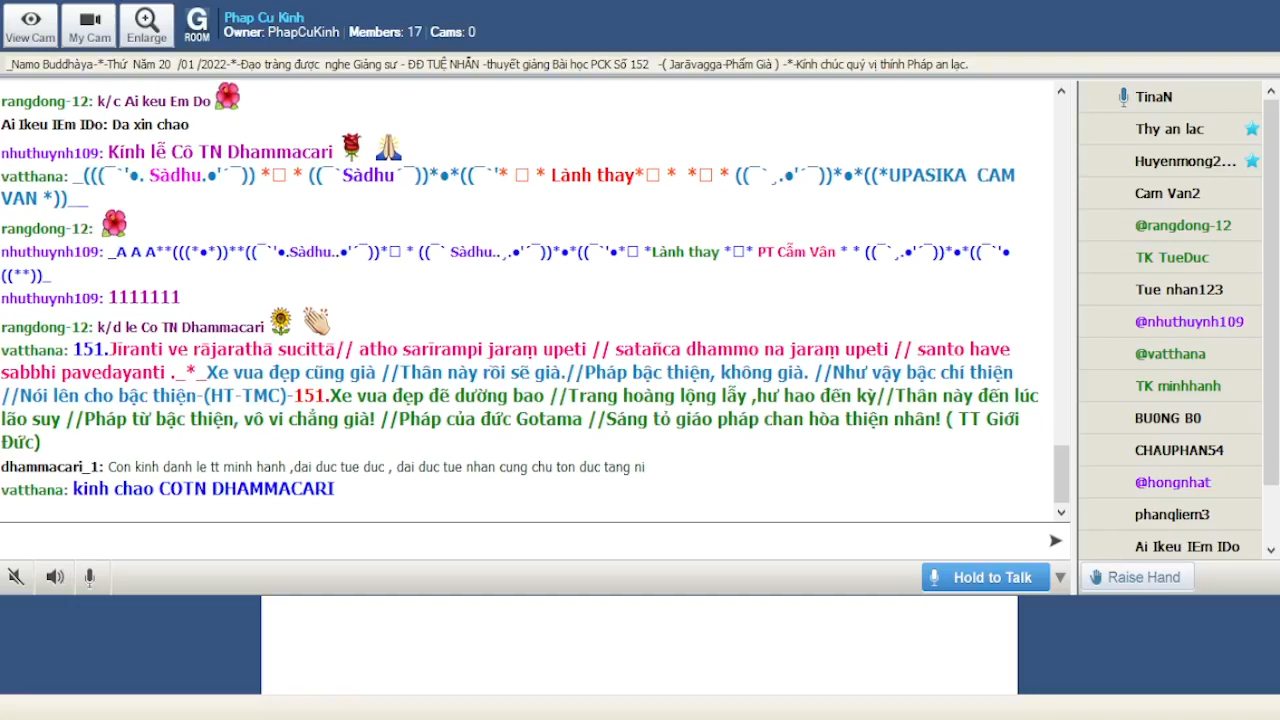 View Cam
My Cam
Enlarge
G
ROOM
Phap Cu Kinh
Owner: PhapCuKinh | Members: 17 | Cams: 0
_Namo Buddhàya-*-Thứ Năm 20 /01 /2022-*-Đạo tràng được nghe Giảng sư - ĐĐ TUỆ NHẪN -thuyết giảng Bài học PCK Số 152 -( Jarāvagga-Phẩm Già ) -*-Kính chúc quý vị thính Pháp an lạc.
rangdong-12: k/c Ai keu Em Do
Ai Ikeu IEm IDo: Da xin chao
nhuthuynh109: Kính lễ Cô TN Dhammacari
vatthana: _(((¯`'●. Sàdhu.●'´¯)) *□ * ((¯`Sàdhu´¯))*●*((¯`'* □ * Lành thay*□ * *□ * ((¯`¸.●'´¯))*●*((*UPASIKA CAM
VAN *))__
rangdong-12:
nhuthuynh109: _A A A**(((*●*))**((¯`'●.Sàdhu..●'´¯))*□ * ((¯` Sàdhu..¸.●'´¯))*●*((¯`'●*□ *Lành thay *□* PT Cẩm Vân * * ((¯`¸.●'´¯))*●*((¯`'●
((**))_
nhuthuynh109: 1111111
rangdong-12: k/d le Co TN Dhammacari
vatthana: 151.Jīranti ve rājarathā sucittā// atho sarīrampi jaraṃ upeti // satañca dhammo na jaraṃ upeti // santo have
sabbhi pavedayanti ._*_Xe vua đẹp cũng già //Thân này rồi sẽ già.//Pháp bậc thiện, không già. //Như vậy bậc chí thiện
//Nói lên cho bậc thiện-(HT-TMC)-151.Xe vua đẹp đẽ dường bao //Trang hoàng lộng lẫy ,hư hao đến kỳ//Thân này đến lúc
lão suy //Pháp từ bậc thiện, vô vi chẳng già! //Pháp của đức Gotama //Sáng tỏ giáo pháp chan hòa thiện nhân! ( TT Giới
Đức)
dhammacari_1: Con kinh danh le tt minh hanh ,dai duc tue duc , dai duc tue nhan cung chu ton duc tang ni
vatthana: kinh chao COTN DHAMMACARI
Hold to Talk
TinaN
Thy an lac
Huyenmong2...
Cam Van2
@rangdong-12
TK TueDuc
Tue nhan123
@nhuthuynh109
@vatthana
TK minhhanh
BU0NG B0
CHAUPHAN54
@hongnhat
phanqliem3
Ai Ikeu IEm IDo
Raise Hand